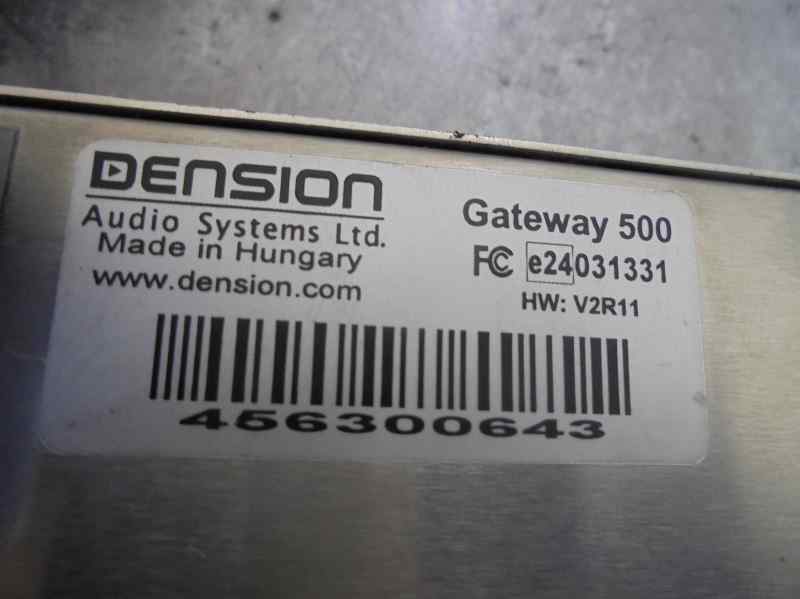 DENSION
Audio Systems Ltd.
Made in Hungary
www.dension.com
Gateway 500
FC e24031331
HW: V2R11
456300643